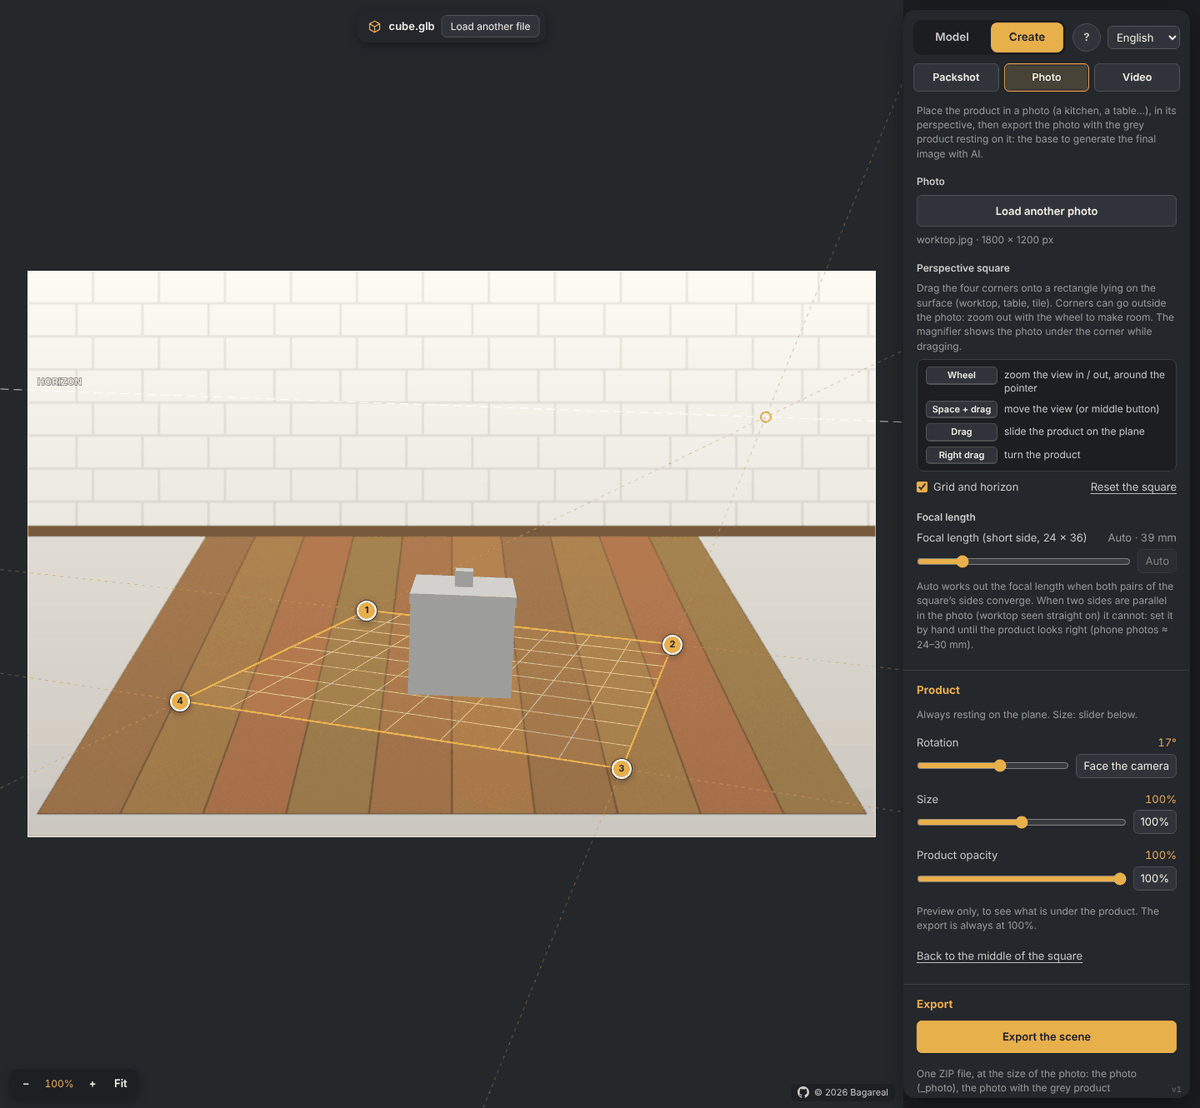 cube.glb
Load another file
Model
Create
?
English
Packshot
Photo
Video
Place the product in a photo (a kitchen, a table…), in its
perspective, then export the photo with the grey
product resting on it: the base to generate the final
image with AI.
Photo
Load another photo
worktop.jpg · 1800 × 1200 px
Perspective square
Drag the four corners onto a rectangle lying on the
surface (worktop, table, tile). Corners can go outside
the photo: zoom out with the wheel to make room. The
magnifier shows the photo under the corner while
dragging.
Wheel
zoom the view in / out, around the
pointer
Space + drag
move the view (or middle button)
Drag
slide the product on the plane
Right drag
turn the product
Grid and horizon
Reset the square
Focal length
Focal length (short side, 24 × 36)
Auto · 39 mm
Auto
Auto works out the focal length when both pairs of the
square's sides converge. When two sides are parallel
in the photo (worktop seen straight on) it cannot: set it
by hand until the product looks right (phone photos ≈
24–30 mm).
Product
Always resting on the plane. Size: slider below.
Rotation
17°
Face the camera
Size
100%
100%
Product opacity
100%
100%
Preview only, to see what is under the product. The
export is always at 100%.
Back to the middle of the square
Export
Export the scene
One ZIP file, at the size of the photo: the photo
(_photo), the photo with the grey product
v1
HORIZON
1
2
3
4
−
100%
+
Fit
© 2026 Bagareal